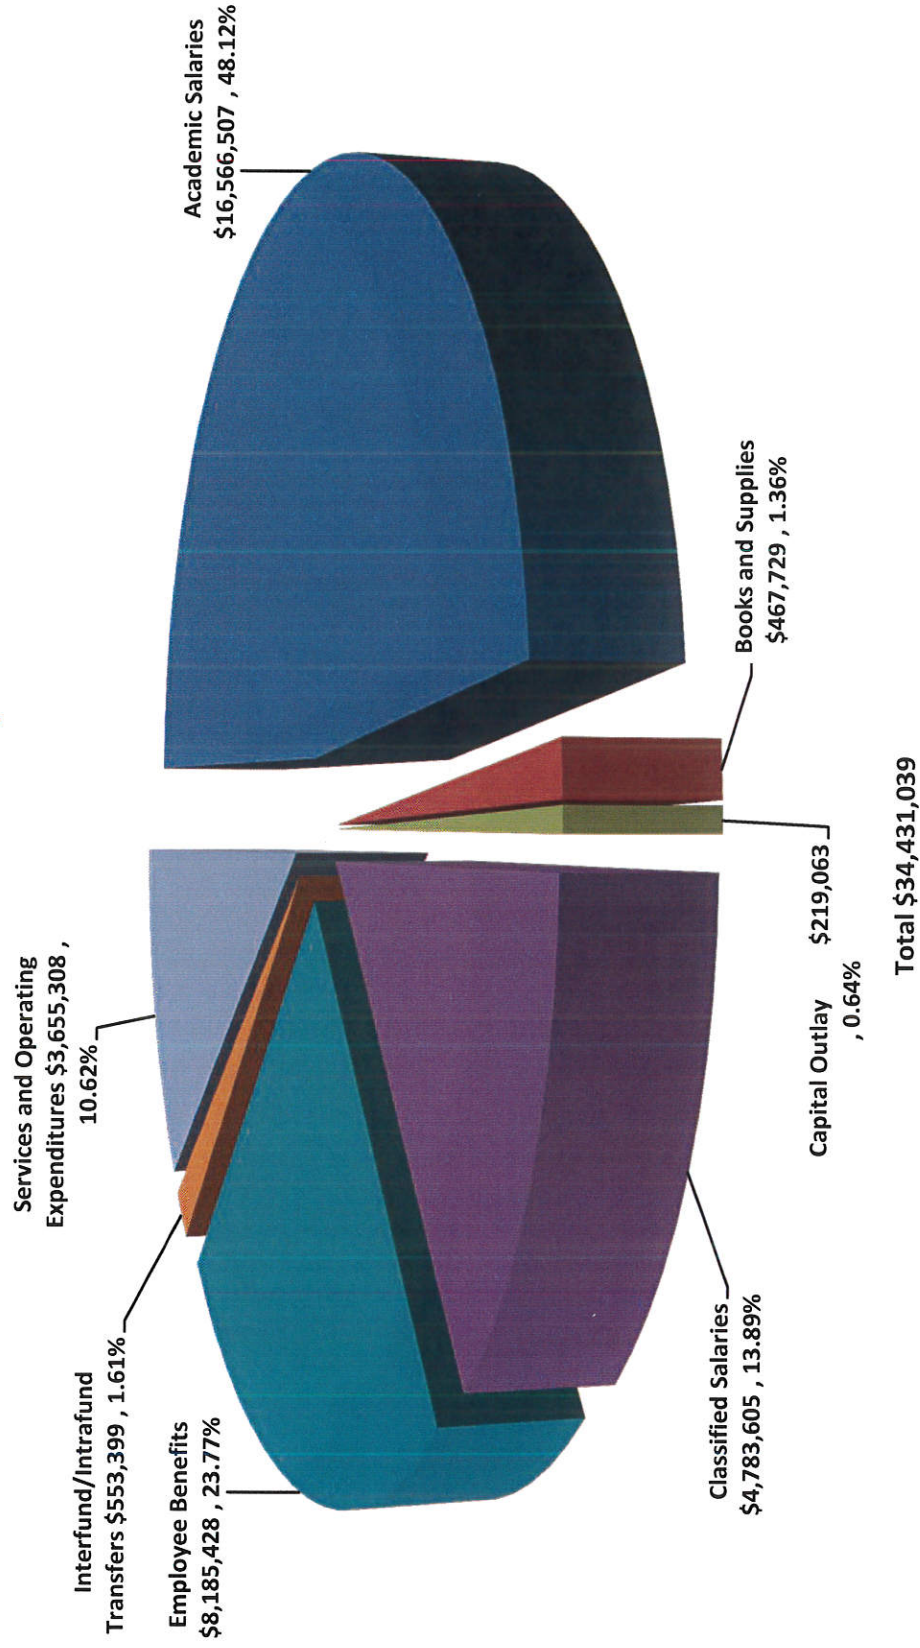 Academic Salaries
$16,566,507 , 48.12%
Books and Supplies
$467,729 , 1.36%
Capital Outlay $219,063
, 0.64%
Classified Salaries
$4,783,605 , 13.89%
Employee Benefits
$8,185,428 , 23.77%
Interfund/Intrafund
Transfers $553,399 , 1.61%
Services and Operating
Expenditures $3,655,308 ,
10.62%
Total $34,431,039